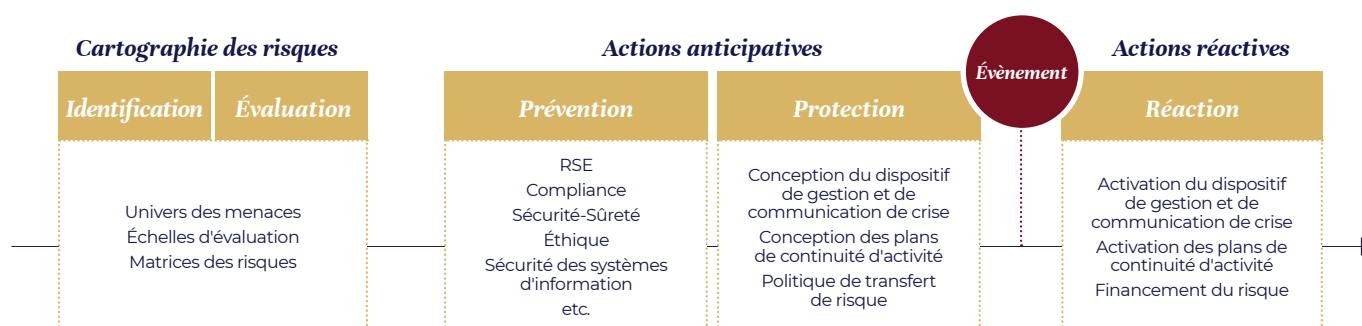 Cartographie des risques
Identification
Évaluation
Univers des menaces
Échelles d'évaluation
Matrices des risques
Actions anticipatives
Prévention
RSE
Compliance
Sécurité-Sûreté
Éthique
Sécurité des systèmes
d'information
etc.
Protection
Conception du dispositif
de gestion et de
communication de crise
Conception des plans
de continuité d'activité
Politique de transfert
de risque
Évènement
Actions réactives
Réaction
Activation du dispositif
de gestion et de
communication de crise
Activation des plans de
continuité d'activité
Financement du risque